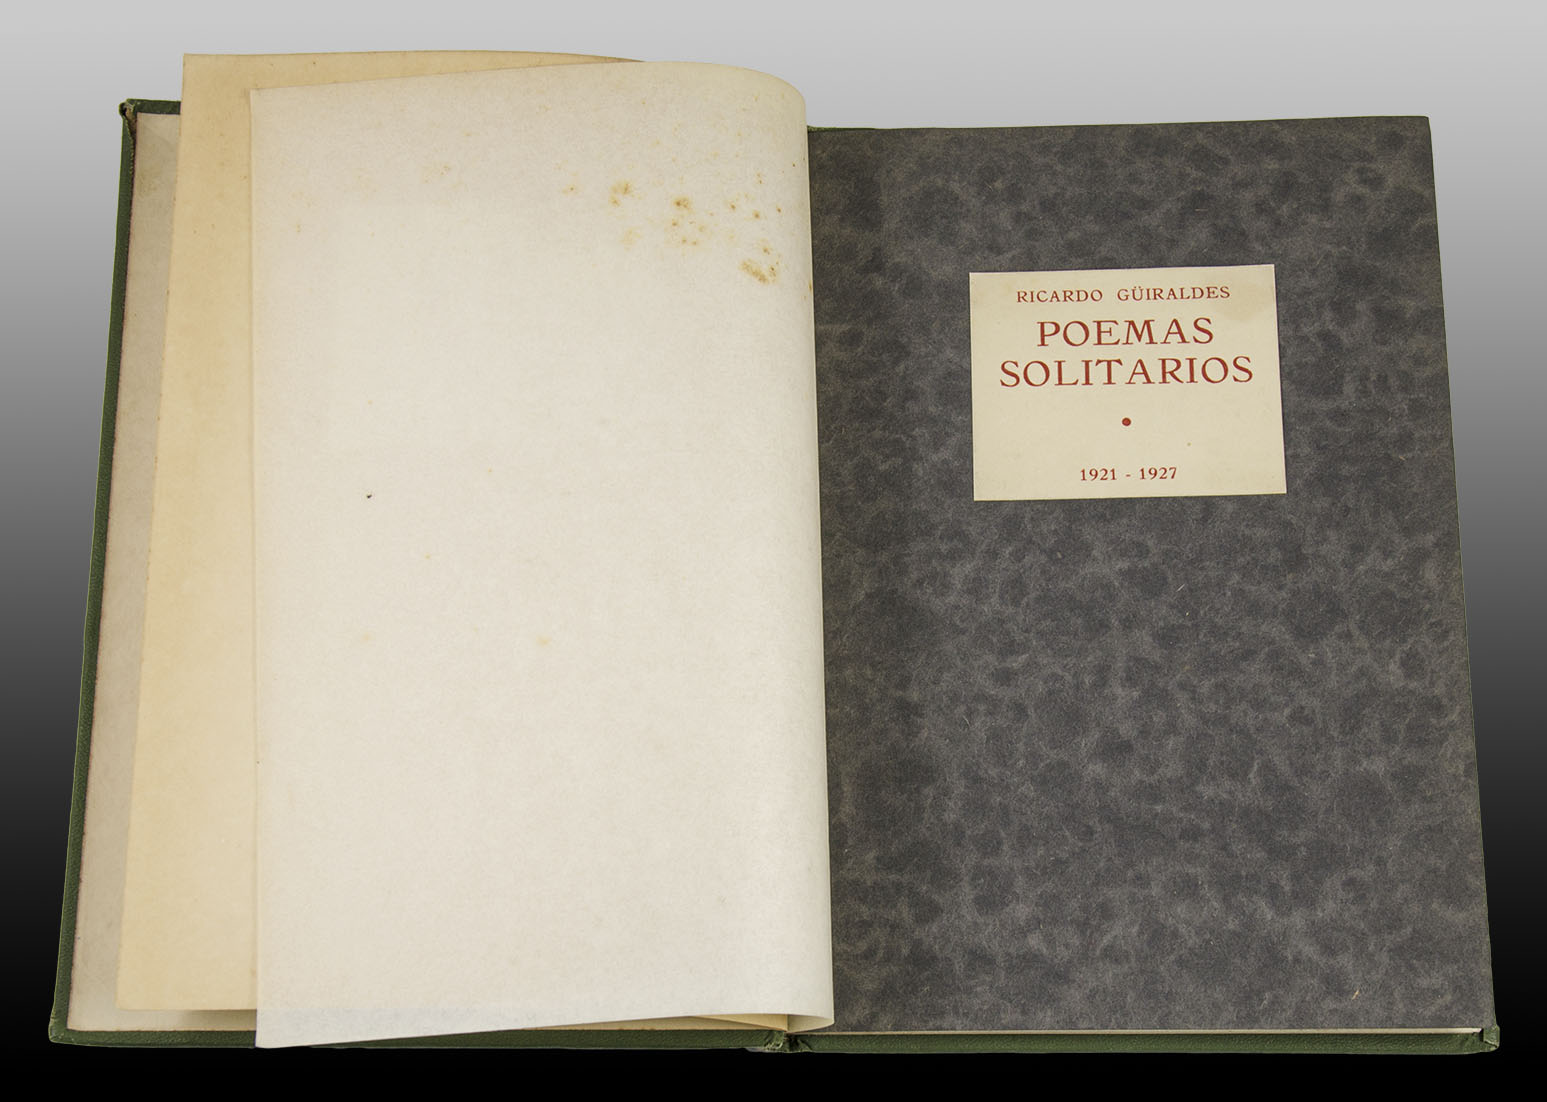 RICARDO GÜIRALDES
POEMAS
SOLITARIOS
1921 - 1927